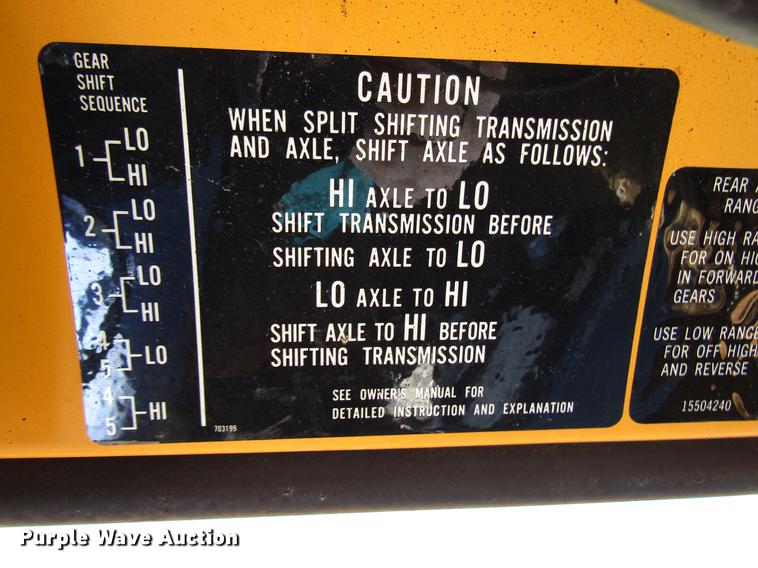 GEAR
SHIFT
SEQUENCE
1 LO
HI
2 LO
HI
3 LO
HI
4
5 LO
4
5 HI
CAUTION
WHEN SPLIT SHIFTING TRANSMISSION
AND AXLE, SHIFT AXLE AS FOLLOWS:
HI AXLE TO LO
SHIFT TRANSMISSION BEFORE
SHIFTING AXLE TO LO
LO AXLE TO HI
SHIFT AXLE TO HI BEFORE
SHIFTING TRANSMISSION
SEE OWNER'S MANUAL FOR
DETAILED INSTRUCTION AND EXPLANATION
703199
REAR
USE HIGH
FOR ON
IN FORWARD
GEARS
USE LOW RANGE
FOR OFF
AND REVERSE
15504240
Purple Wave Auction